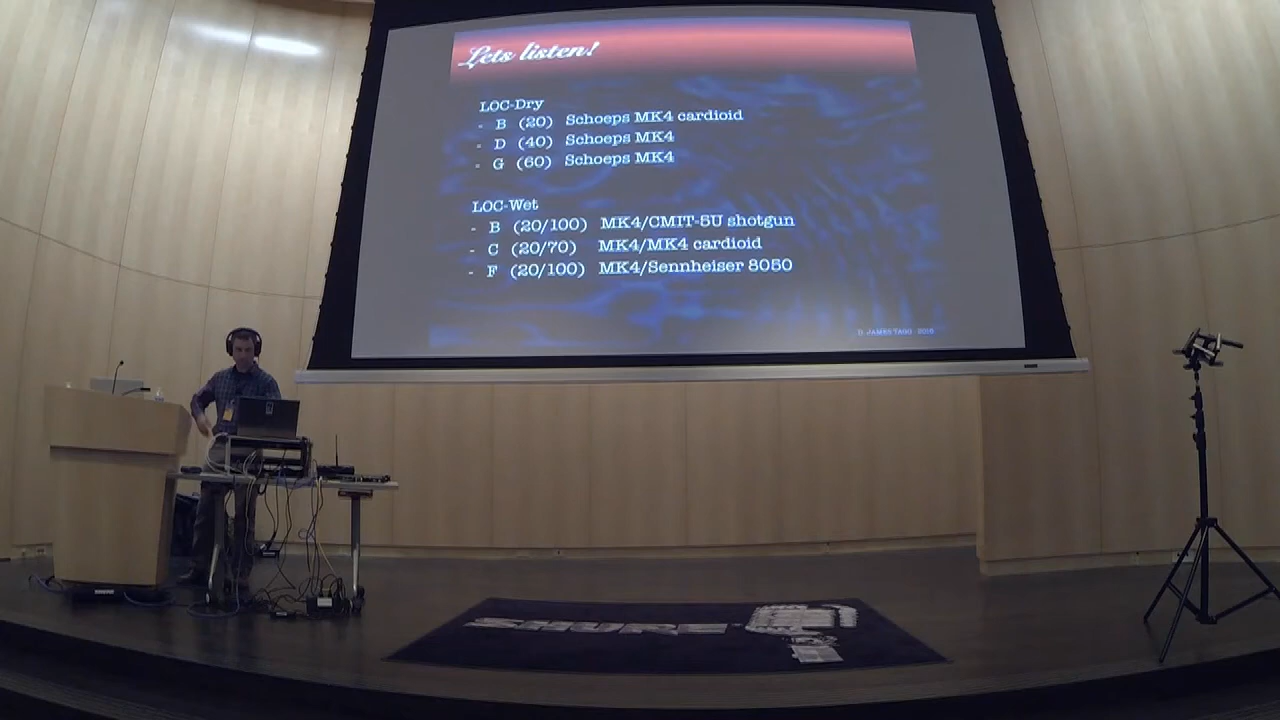 Lets listen!
LOC-Dry
- B (20) Schoeps MK4 cardioid
- D (40) Schoeps MK4
- G (60) Schoeps MK4
LOC-Wet
- B (20/100) MK4/CMIT-5U shotgun
- C (20/70) MK4/MK4 cardioid
- F (20/100) MK4/Sennheiser 8050
SHURE